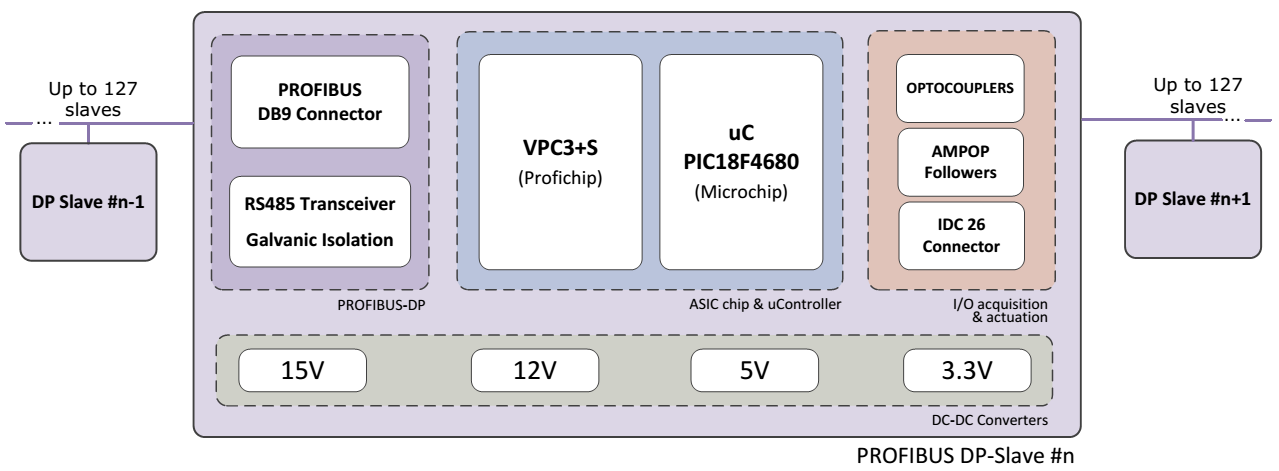 Up to 127
slaves
...
DP Slave #n-1
PROFIBUS
DB9 Connector
RS485 Transceiver
Galvanic Isolation
PROFIBUS-DP
VPC3+S
(Profichip)
uC
PIC18F4680
(Microchip)
ASIC chip & uController
OPTOCOUPLERS
AMPOP
Followers
IDC 26
Connector
I/O acquisition
& actuation
Up to 127
slaves
...
DP Slave #n+1
15V
12V
5V
3.3V
DC-DC Converters
PROFIBUS DP-Slave #n